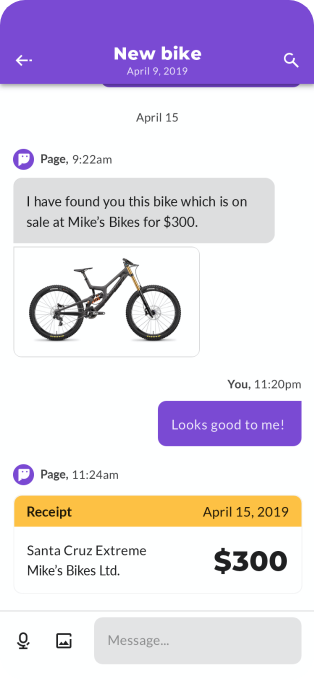 New bike
April 9, 2019
April 15
Page, 9:22am
I have found you this bike which is on
sale at Mike's Bikes for $300.
You, 11:20pm
Looks good to me!
Page, 11:24am
Receipt April 15, 2019
Santa Cruz Extreme
Mike's Bikes Ltd.
$300
Message...